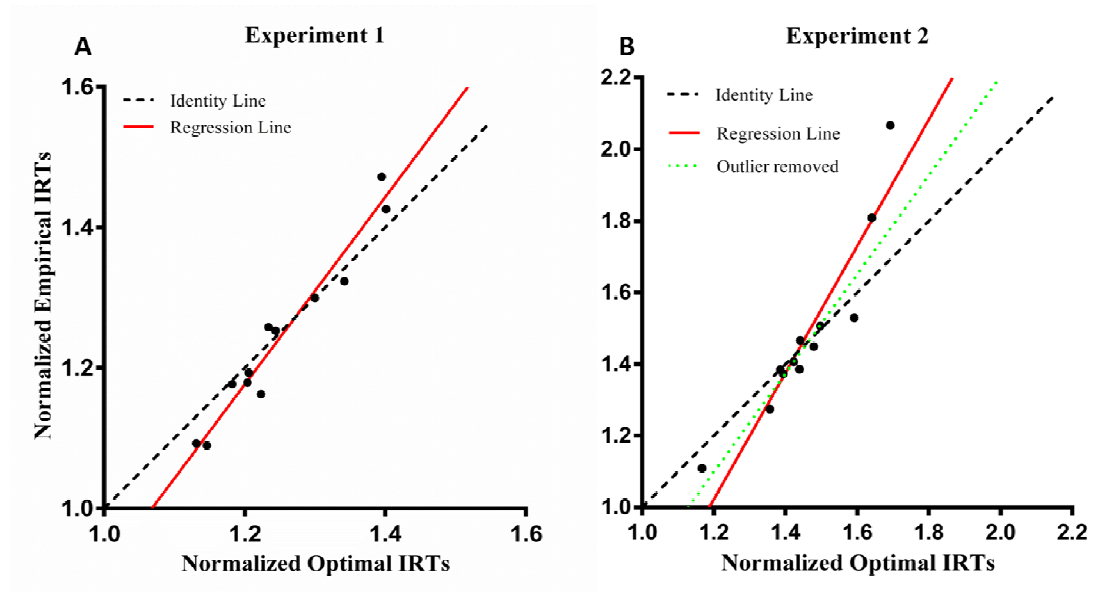 A
Experiment 1
Identity Line
Regression Line
Normalized Empirical IRTs
1.6
1.4
1.2
1.0
1.0
1.2
1.4
1.6
Normalized Optimal IRTs
B
Experiment 2
Identity Line
Regression Line
Outlier removed
2.2
2.0
1.8
1.6
1.4
1.2
1.0
1.0
1.2
1.4
1.6
1.8
2.0
2.2
Normalized Optimal IRTs